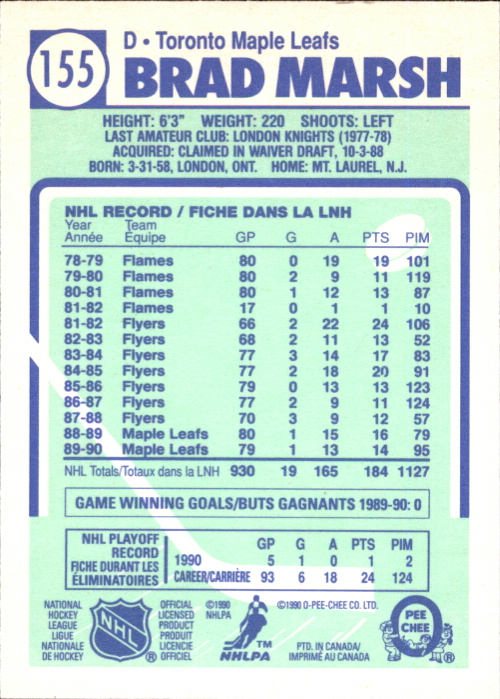 155
D • Toronto Maple Leafs
BRAD MARSH
HEIGHT: 6'3" WEIGHT: 220 SHOOTS: LEFT
LAST AMATEUR CLUB: LONDON KNIGHTS (1977-78)
ACQUIRED: CLAIMED IN WAIVER DRAFT, 10-3-88
BORN: 3-31-58, LONDON, ONT. HOME: MT. LAUREL, N.J.
NHL RECORD / FICHE DANS LA LNH
Year Team
Année Équipe GP G A PTS PIM
78-79 Flames 80 0 19 19 101
79-80 Flames 80 2 9 11 119
80-81 Flames 80 1 12 13 87
81-82 Flames 17 0 1 1 10
81-82 Flyers 66 2 22 24 106
82-83 Flyers 68 2 11 13 52
83-84 Flyers 77 3 14 17 83
84-85 Flyers 77 2 18 20 91
85-86 Flyers 79 0 13 13 123
86-87 Flyers 77 2 9 11 124
87-88 Flyers 70 3 9 12 57
88-89 Maple Leafs 80 1 15 16 79
89-90 Maple Leafs 79 1 13 14 95
NHL Totals/Totaux dans la LNH 930 19 165 184 1127
GAME WINNING GOALS/BUTS GAGNANTS 1989-90: 0
NHL PLAYOFF
RECORD
FICHE DURANT LES
ÉLIMINATOIRES
GP G A PTS PIM
1990 5 1 0 1 2
CAREER/CARRIÈRE 93 6 18 24 124
NATIONAL
HOCKEY
LEAGUE
LIGUE
NATIONALE
DE HOCKEY
NHL
®
OFFICIAL
LICENSED
PRODUCT
PRODUIT
LICENCIÉ
OFFICIEL
©1990
NHLPA
TM
NHLPA
©1990 O-PEE-CHEE CO. LTD.
PTD. IN CANADA/
IMPRIMÉ AU CANADA
PEE
CHEE
®